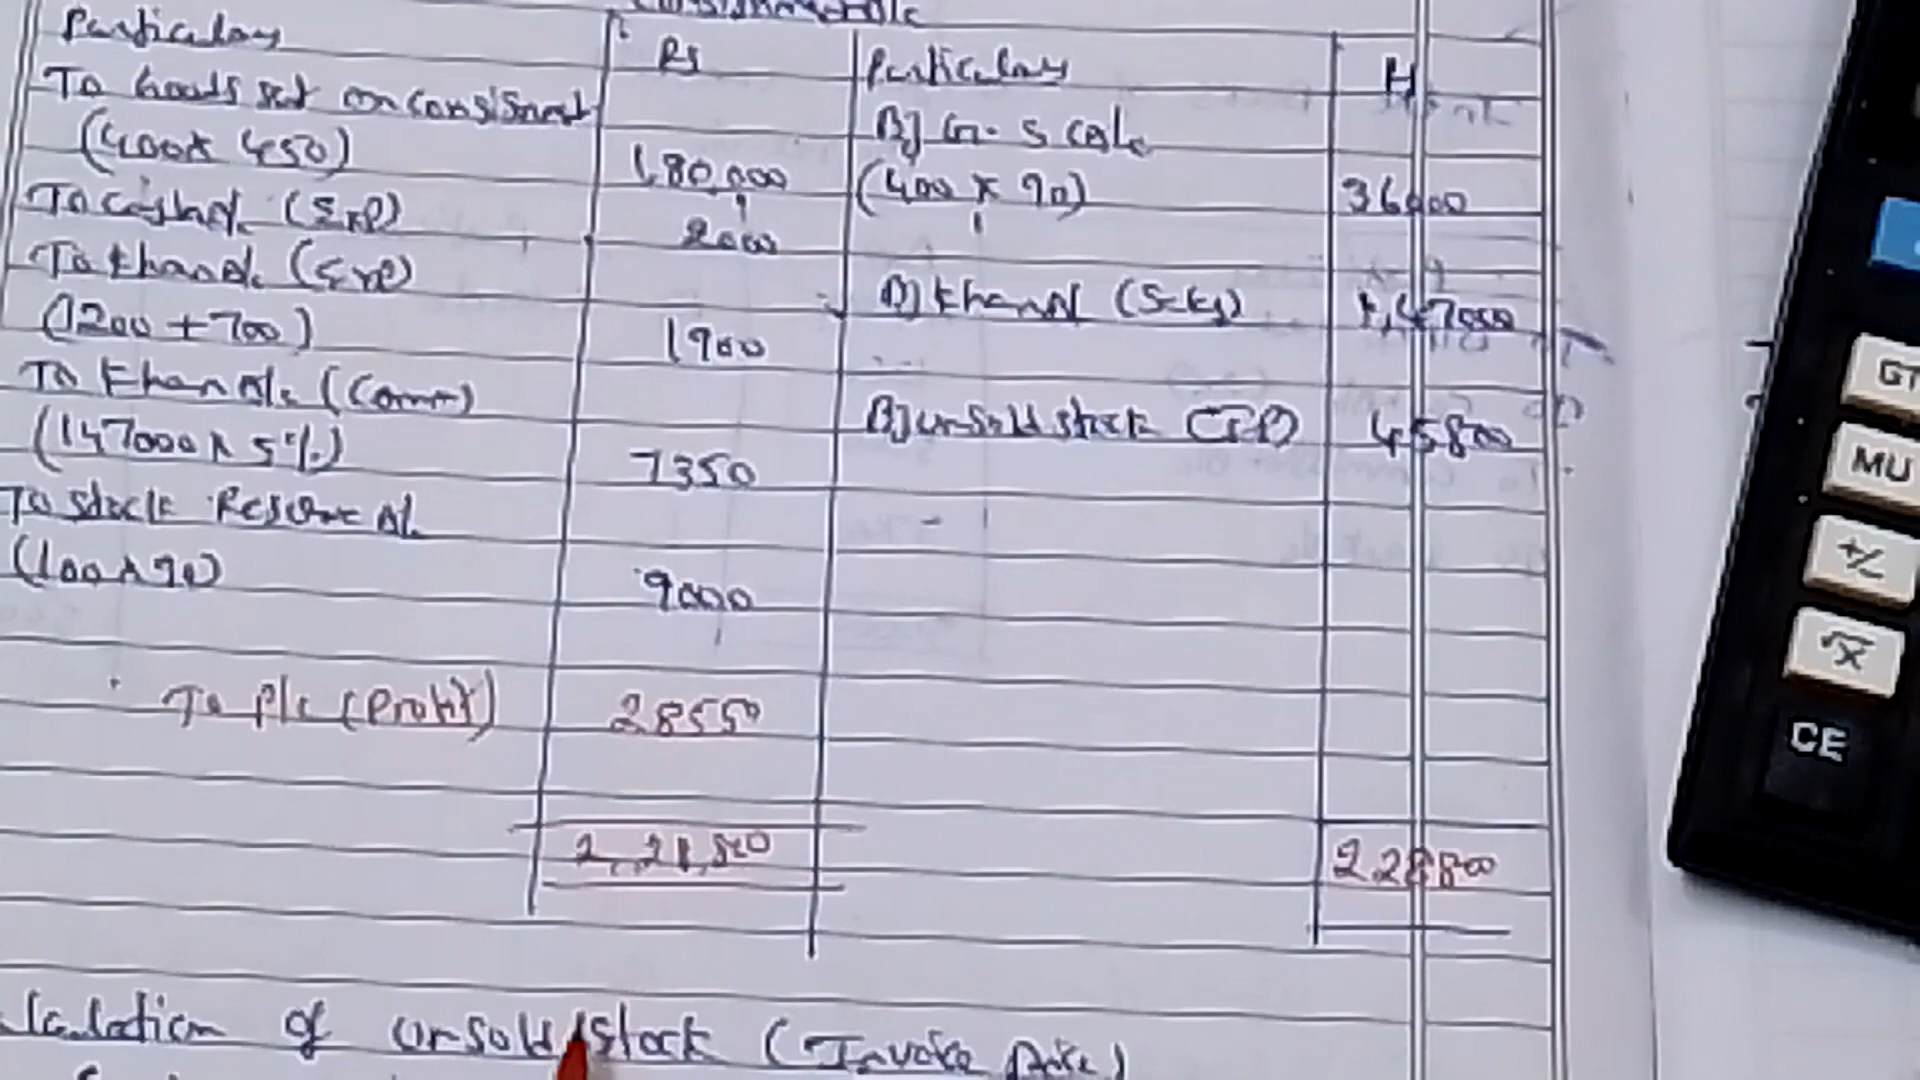 Consignment A/c
Particulars Rs Particulars
To Goods sent on consignment
(400 x 450) 1,80,000
By G.S.C A/c
(400 x 90) 36000
To Cash A/c (Exp) 2000
To Khan A/c (Exp)
(1200 + 700) 1900
By Khan A/c (Sales) 1,47000
To Khan A/c (Comm)
(147000 x 5%) 7350
By unsold stock (I.P) 45800
To Stock Reserve A/c
(100 x 90) 9000
To P/L (Profit) 28550
2,28,800 228800
lculation of unsold stock (Invoice price)
GT
MU
+/-
√x
CE